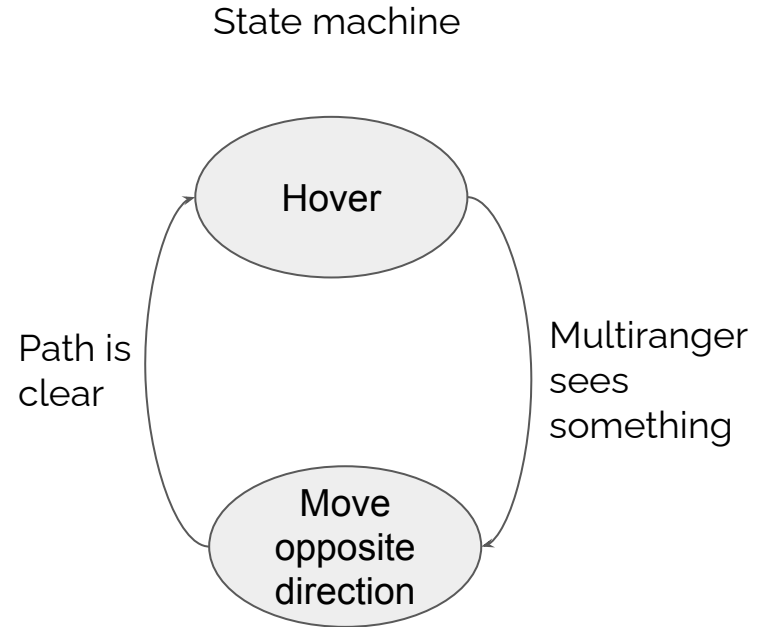 State machine
Hover
Path is
clear
Multiranger
sees
something
Move
opposite
direction